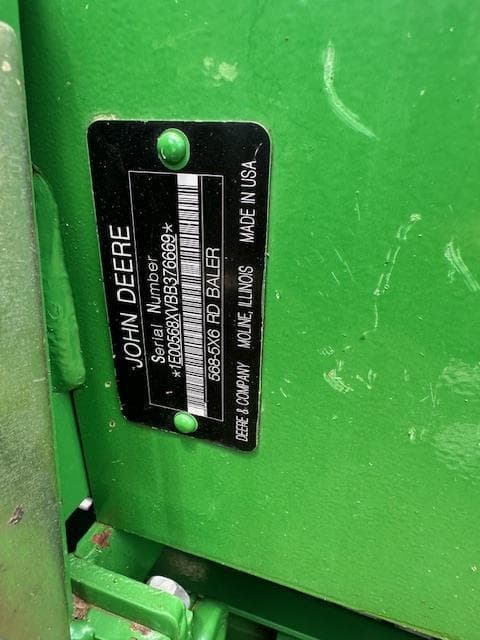 JOHN DEERE
Serial Number
*1E00568XVBB376669*
568-5X6 RD BALER
DEERE & COMPANY MOLINE, ILLINOIS MADE IN USA